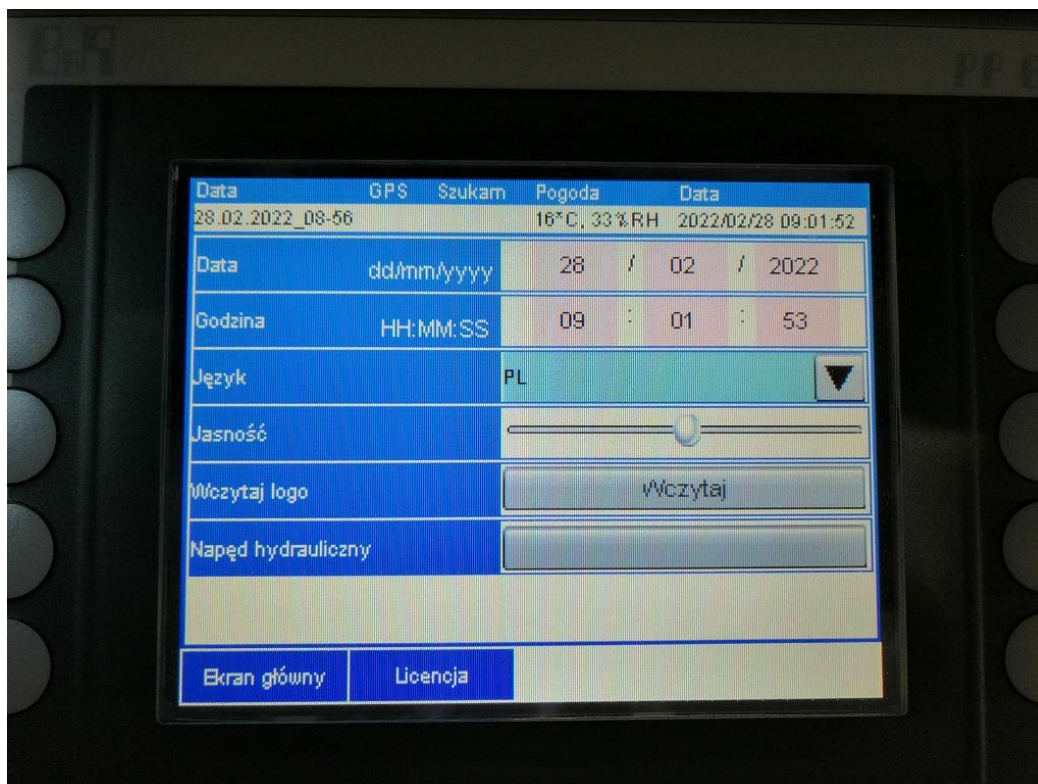 B&R PP
Data GPS Szukam Pogoda Data
28.02.2022_08-56 16°C, 33%RH 2022/02/28 09:01:52
Data dd/mm/yyyy 28 / 02 / 2022
Godzina HH:MM:SS 09 : 01 : 53
Język PL
Jasność
Wczytaj logo Wczytaj
Napęd hydrauliczny
Ekran główny Licencja